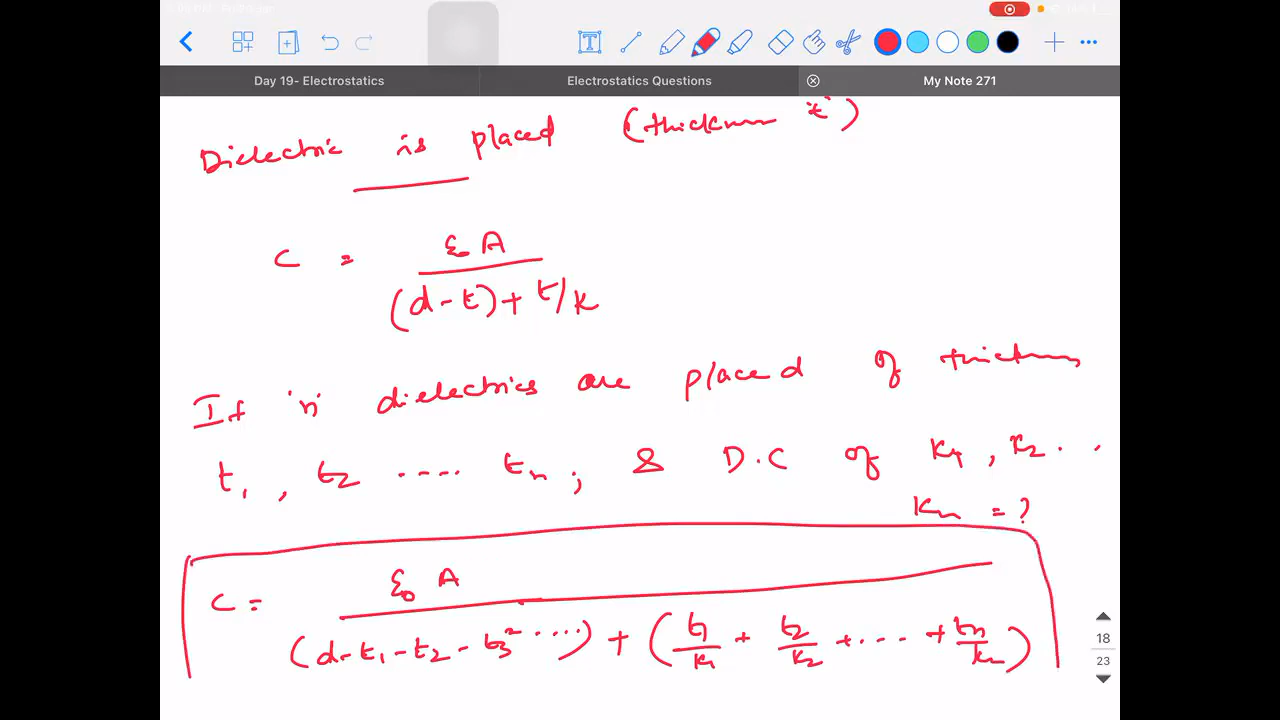 Day 19- Electrostatics
Electrostatics Questions
My Note 271
Dielectric is placed (thickness 't')
C = ε₀ A / (d-t) + t/k
If 'n' dielectrics are placed of thickness
t₁, t₂ ..... tₙ; & D.C of K₁, K₂ ..
Kₙ = ?
C = ε₀ A / (d-t₁-t₂-t₃-....) + (t₁/K₁ + t₂/K₂ +.... + tₙ/Kₙ)
18
23